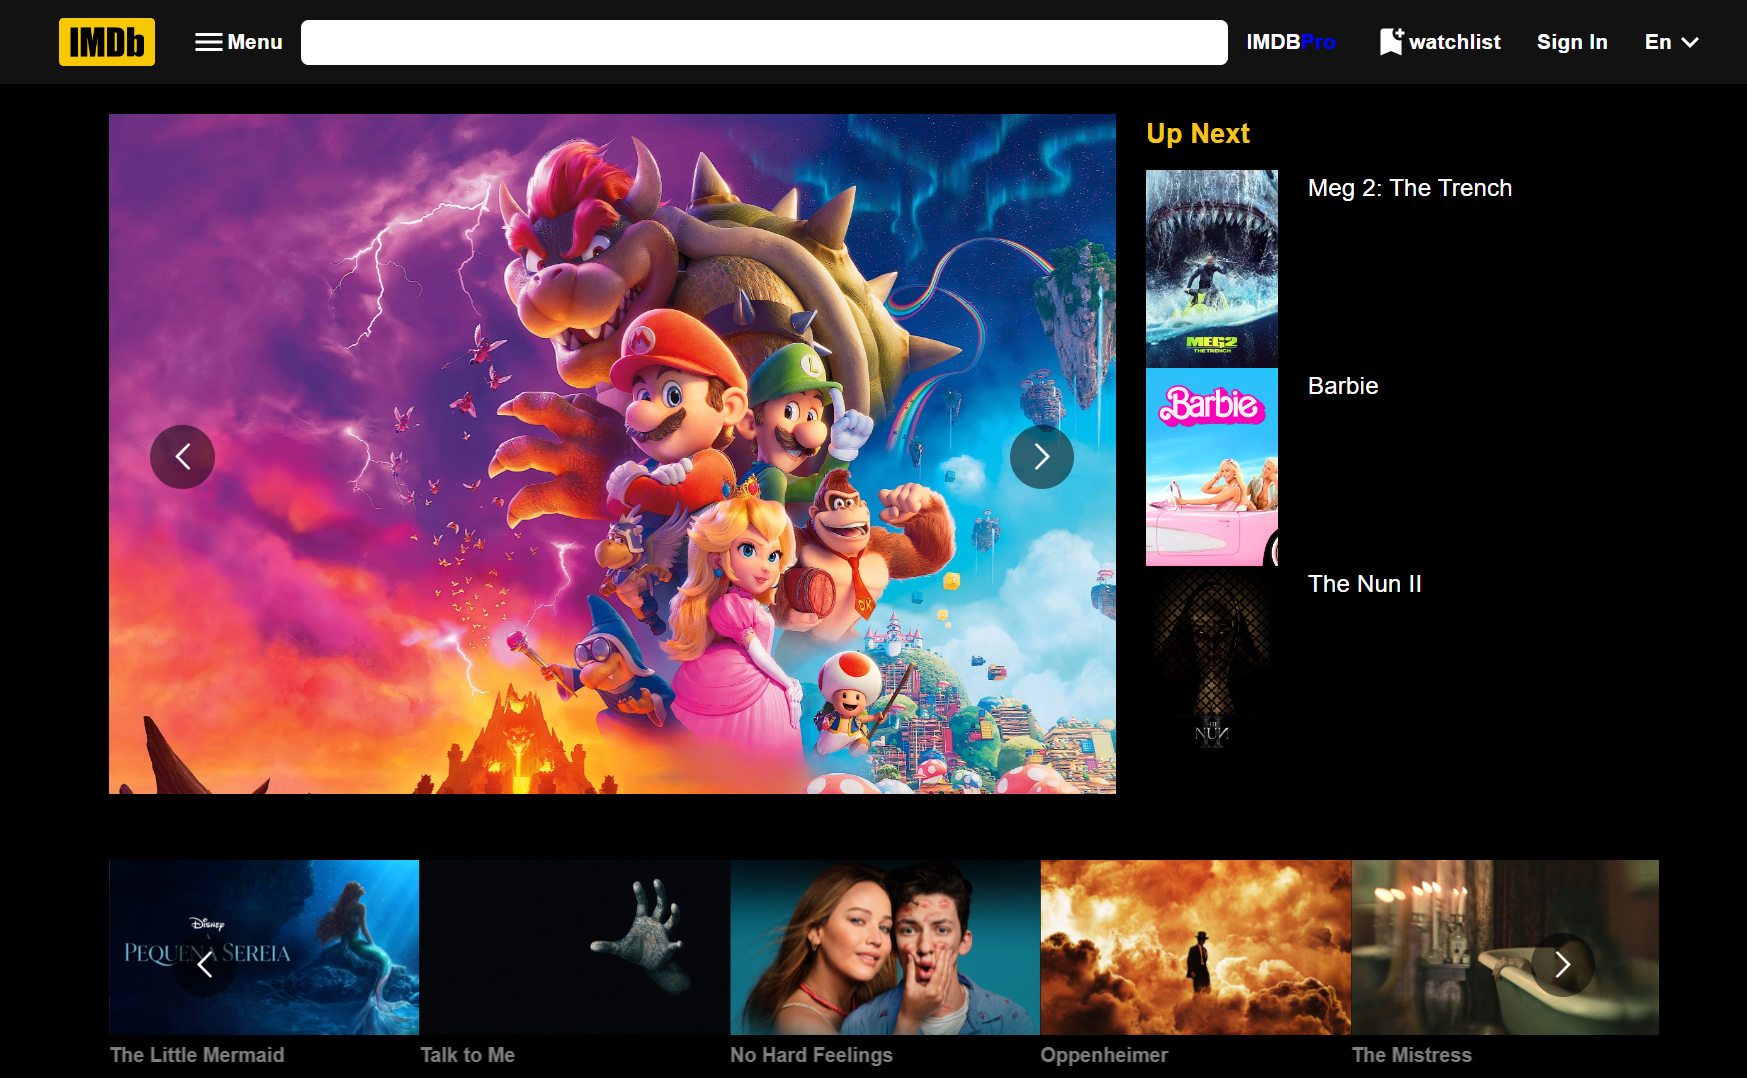 IMDb
Menu
IMDBPro
watchlist
Sign In
En
Up Next
Meg 2: The Trench
MEG2
THE TRENCH
Barbie
Barbie
The Nun II
THE
NUN
II
M
L
DK
Disney
A
PEQUENA SEREIA
The Little Mermaid
Talk to Me
No Hard Feelings
Oppenheimer
The Mistress